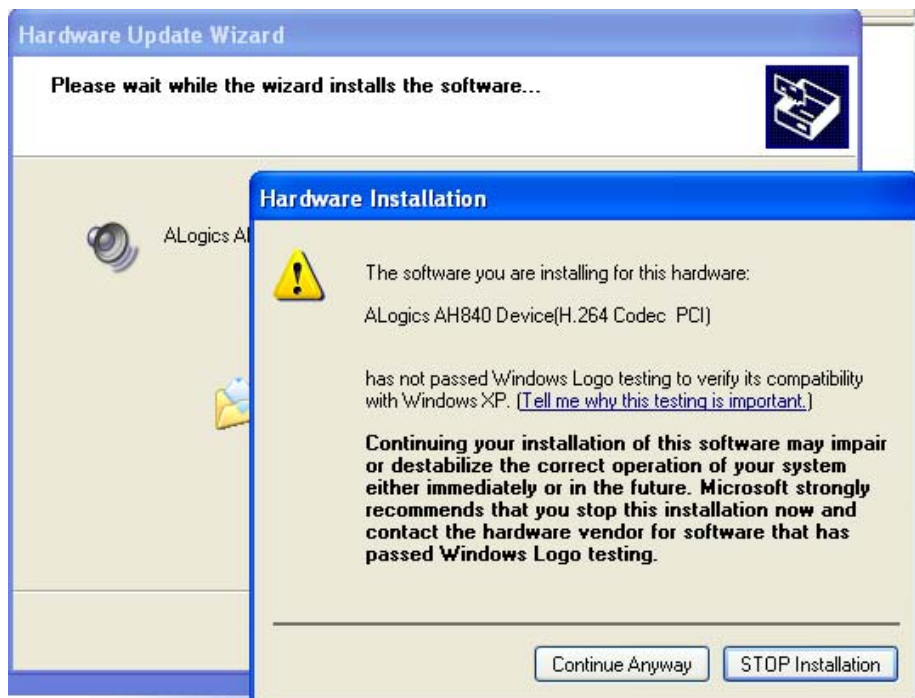 Hardware Update Wizard
Please wait while the wizard installs the software...
ALogics
Hardware Installation
The software you are installing for this hardware:
ALogics AH840 Device(H.264 Codec  PCI)
has not passed Windows Logo testing to verify its compatibility
with Windows XP. (Tell me why this testing is important.)
Continuing your installation of this software may impair
or destabilize the correct operation of your system
either immediately or in the future. Microsoft strongly
recommends that you stop this installation now and
contact the hardware vendor for software that has
passed Windows Logo testing.
Continue Anyway
STOP Installation